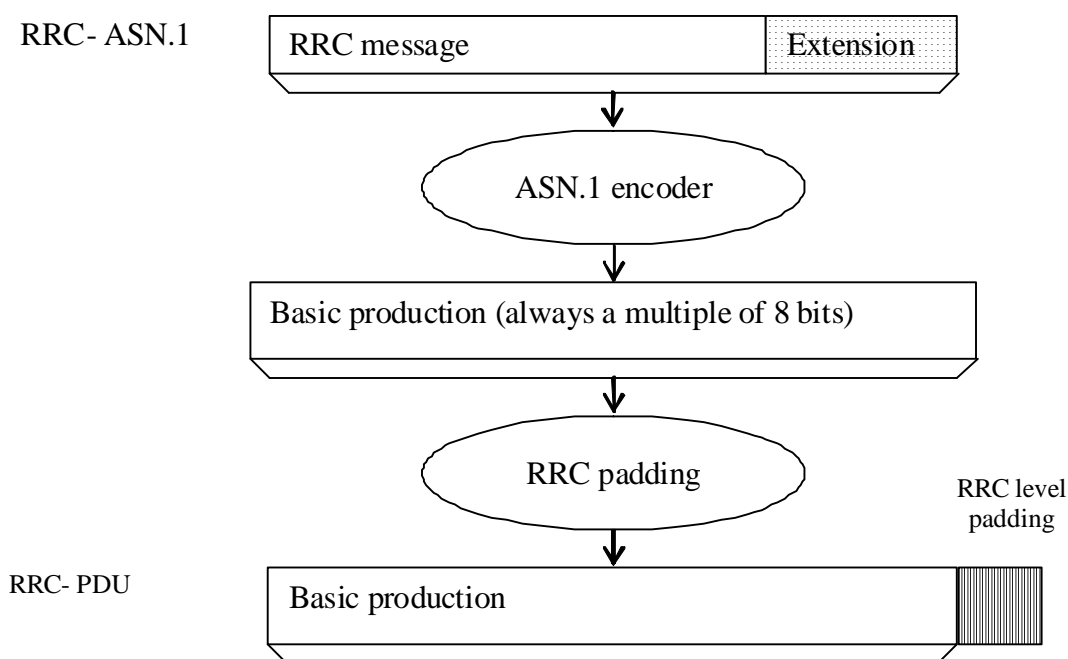 RRC- ASN.1
RRC message
Extension
ASN.1 encoder
Basic production (always a multiple of 8 bits)
RRC padding
RRC level
padding
RRC- PDU
Basic production